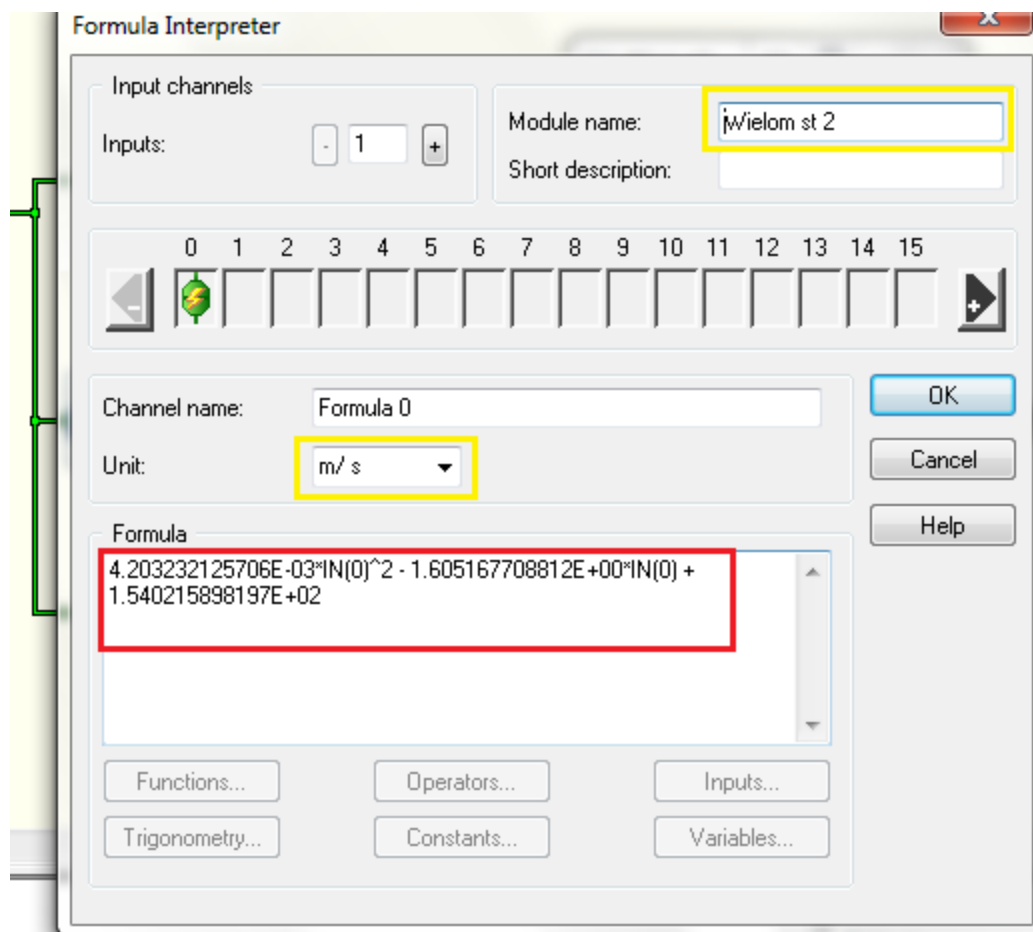 Formula Interpreter
x
Input channels
Inputs:
-
1
+
Module name:
Wielom st 2
Short description:
0 1 2 3 4 5 6 7 8 9 10 11 12 13 14 15
-
+
Channel name:
Formula 0
Unit:
m/ s
OK
Cancel
Help
Formula
4.203232125706E-03*IN(0)^2 - 1.605167708812E+00*IN(0) +
1.540215898197E+02
Functions...
Operators...
Inputs...
Trigonometry...
Constants...
Variables...